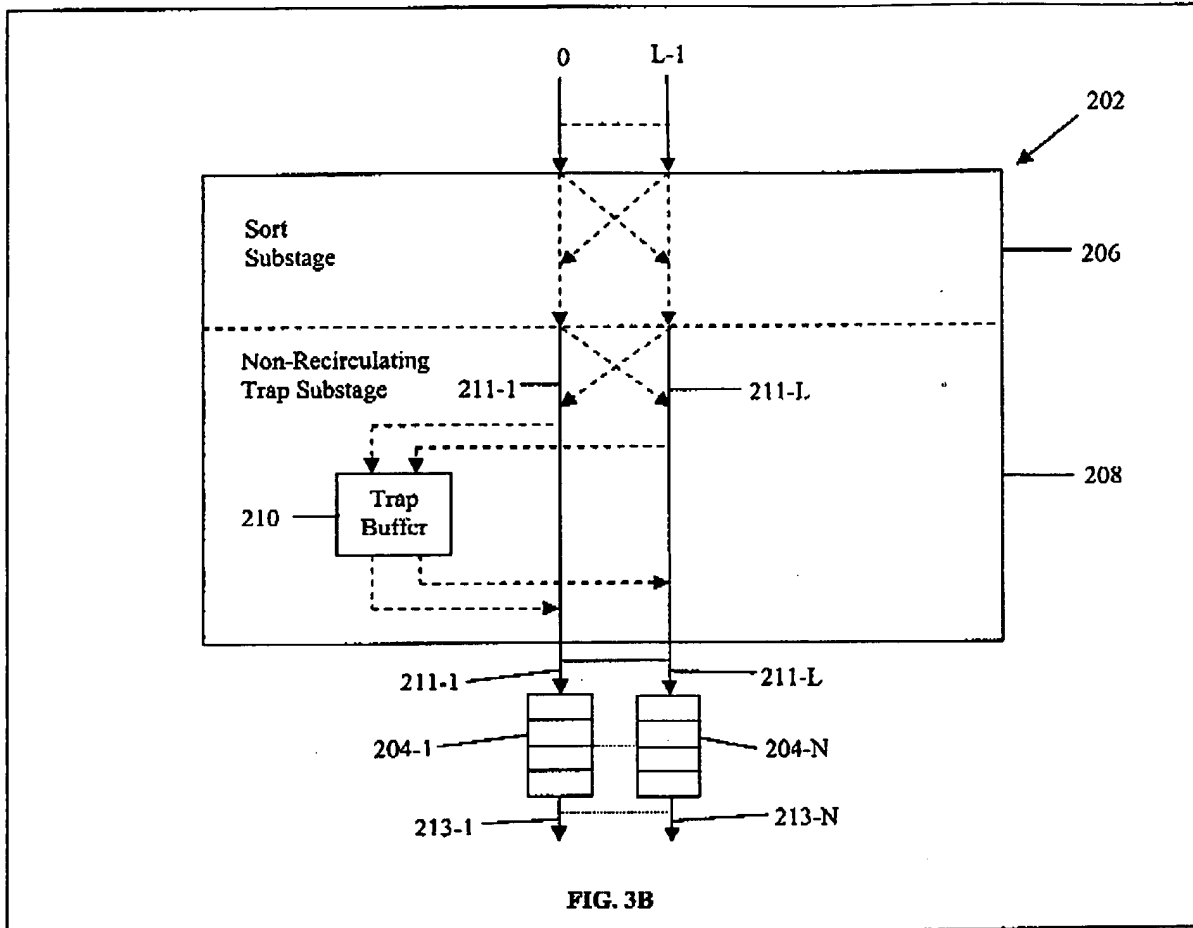 0
L-1
202
Sort
Substage
206
Non-Recirculating
Trap Substage
211-1
211-L
208
210
Trap
Buffer
211-1
211-L
204-1
204-N
213-1
213-N
FIG. 3B